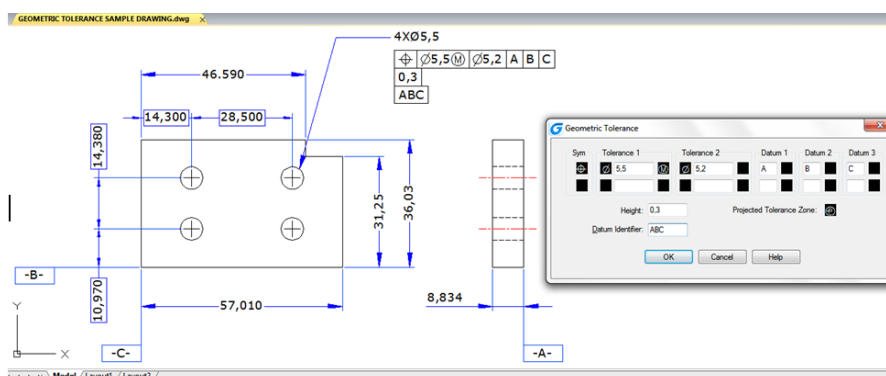 GEOMETRIC TOLERANCE SAMPLE DRAWING.dwg
4XØ5,5
⌖ Ø5,5Ⓜ Ø5,2 A B C
0,3
ABC
46.590
14,300
28,500
14,380
10,970
31,25
36,03
57,010
8,834
-B-
-C-
-A-
Y
X
Geometric Tolerance
Sym Tolerance 1 Tolerance 2 Datum 1 Datum 2 Datum 3
⌖ Ø 5,5 Ⓜ Ø 5,2 A B C
Height: 0,3 Projected Tolerance Zone: Ⓟ
Datum Identifier: ABC
OK Cancel Help
Model Layout1 Layout2